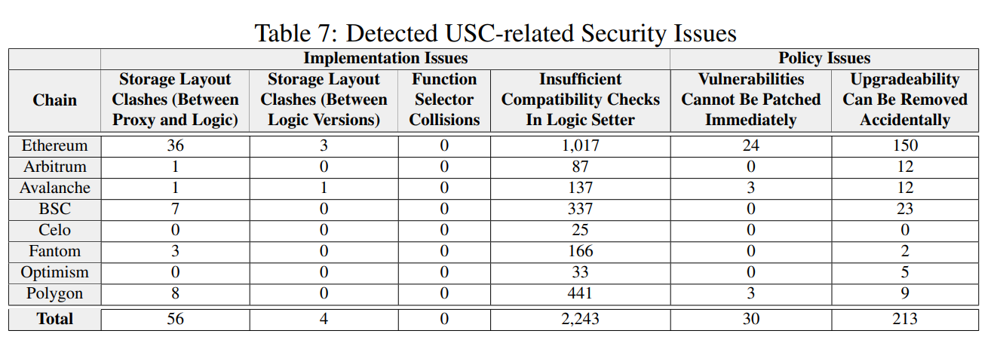 Table 7: Detected USC-related Security Issues
Implementation Issues Policy Issues
Chain Storage Layout Clashes (Between Proxy and Logic) Storage Layout Clashes (Between Logic Versions) Function Selector Collisions Insufficient Compatibility Checks In Logic Setter Vulnerabilities Cannot Be Patched Immediately Upgradeability Can Be Removed Accidentally
Ethereum 36 3 0 1,017 24 150
Arbitrum 1 0 0 87 0 12
Avalanche 1 1 0 137 3 12
BSC 7 0 0 337 0 23
Celo 0 0 0 25 0 0
Fantom 3 0 0 166 0 2
Optimism 0 0 0 33 0 5
Polygon 8 0 0 441 3 9
Total 56 4 0 2,243 30 213